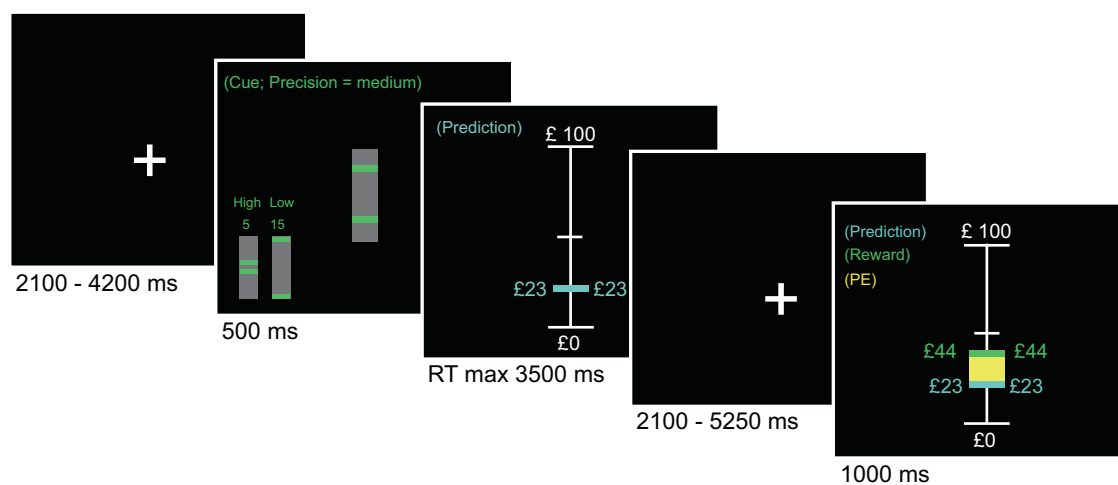 2100 - 4200 ms
(Cue; Precision = medium)
High Low
5 15
500 ms
(Prediction)
£ 100
£23 £23
£0
RT max 3500 ms
2100 - 5250 ms
(Prediction)
£ 100
(Reward)
(PE)
£44 £44
£23 £23
£0
1000 ms